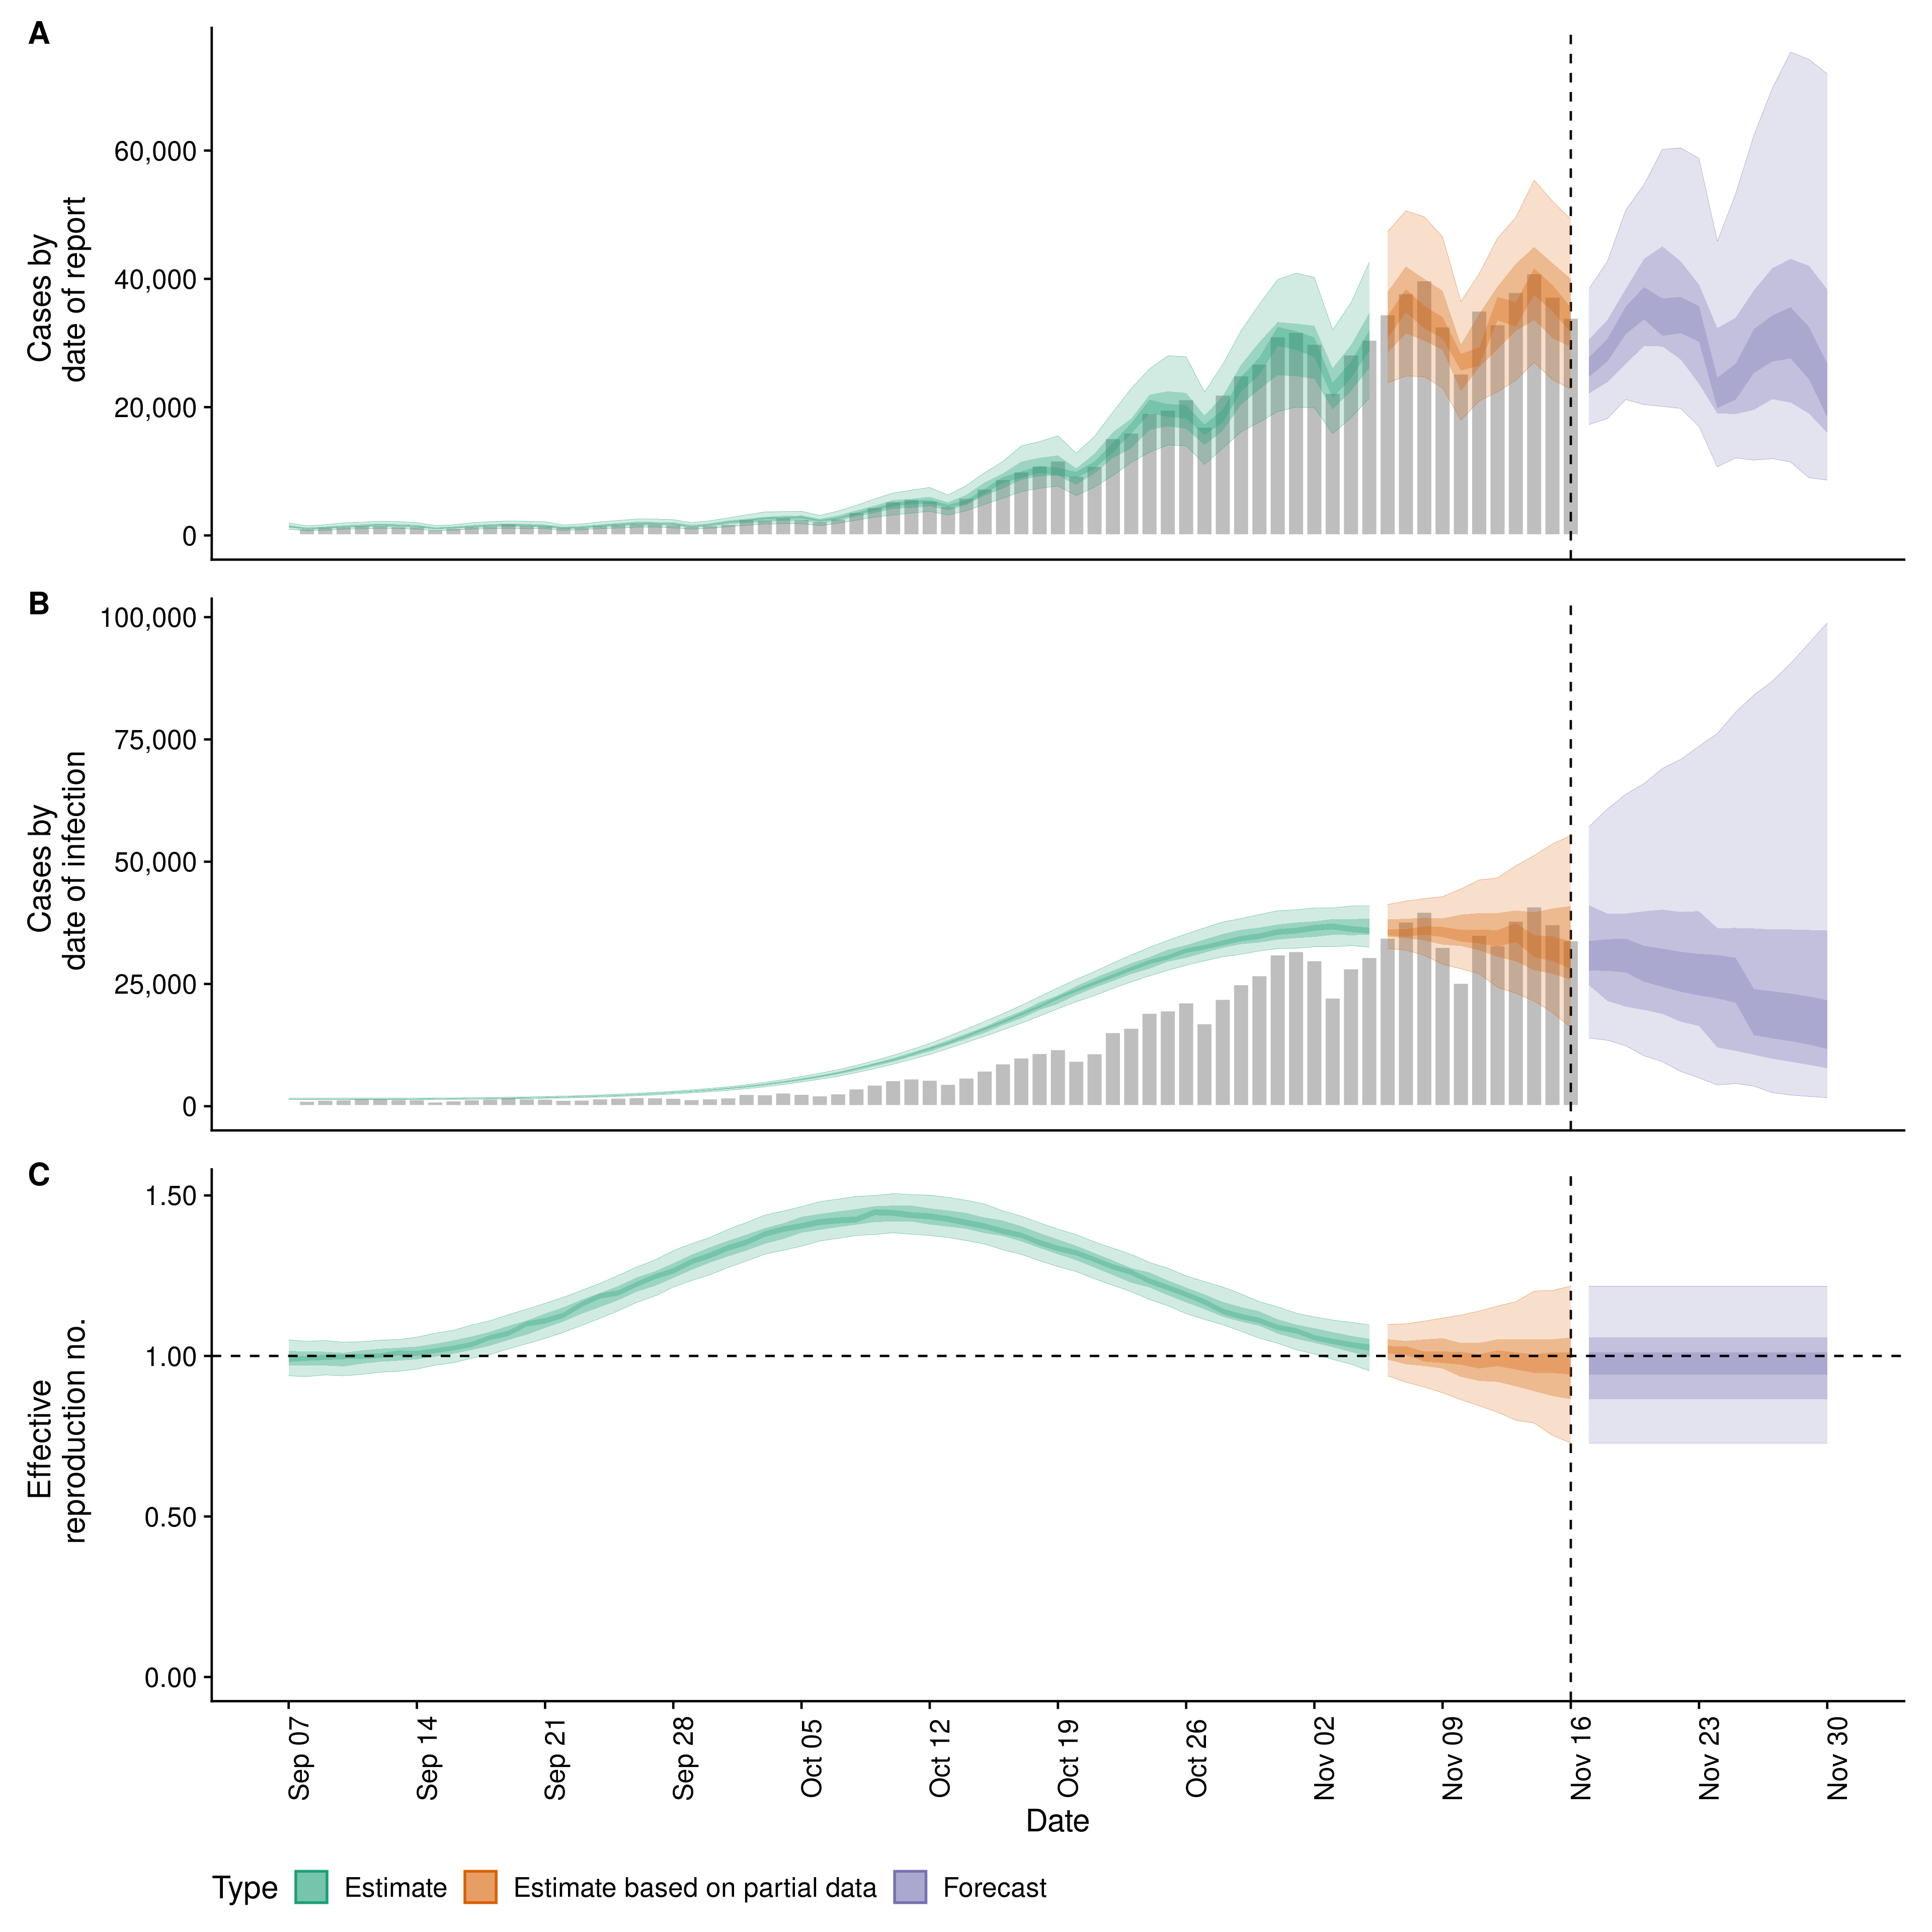 A
Cases by
date of report
60,000
40,000
20,000
0
B
Cases by
date of infection
100,000
75,000
50,000
25,000
0
C
Effective
reproduction no.
1.50
1.00
0.50
0.00
Sep 07
Sep 14
Sep 21
Sep 28
Oct 05
Oct 12
Oct 19
Oct 26
Nov 02
Nov 09
Nov 16
Nov 23
Nov 30
Date
Type Estimate Estimate based on partial data Forecast